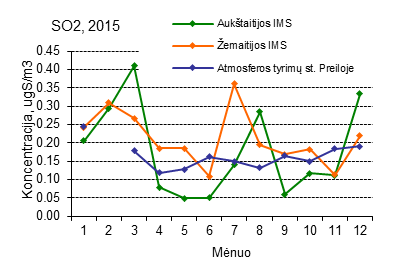 SO2, 2015
Aukštaitijos IMS
Žemaitijos IMS
Atmosferos tyrimų st. Preiloje
Koncentracija ,ugS/m3
0.45
0.40
0.35
0.30
0.25
0.20
0.15
0.10
0.05
0.00
1 2 3 4 5 6 7 8 9 10 11 12
Mėnuo